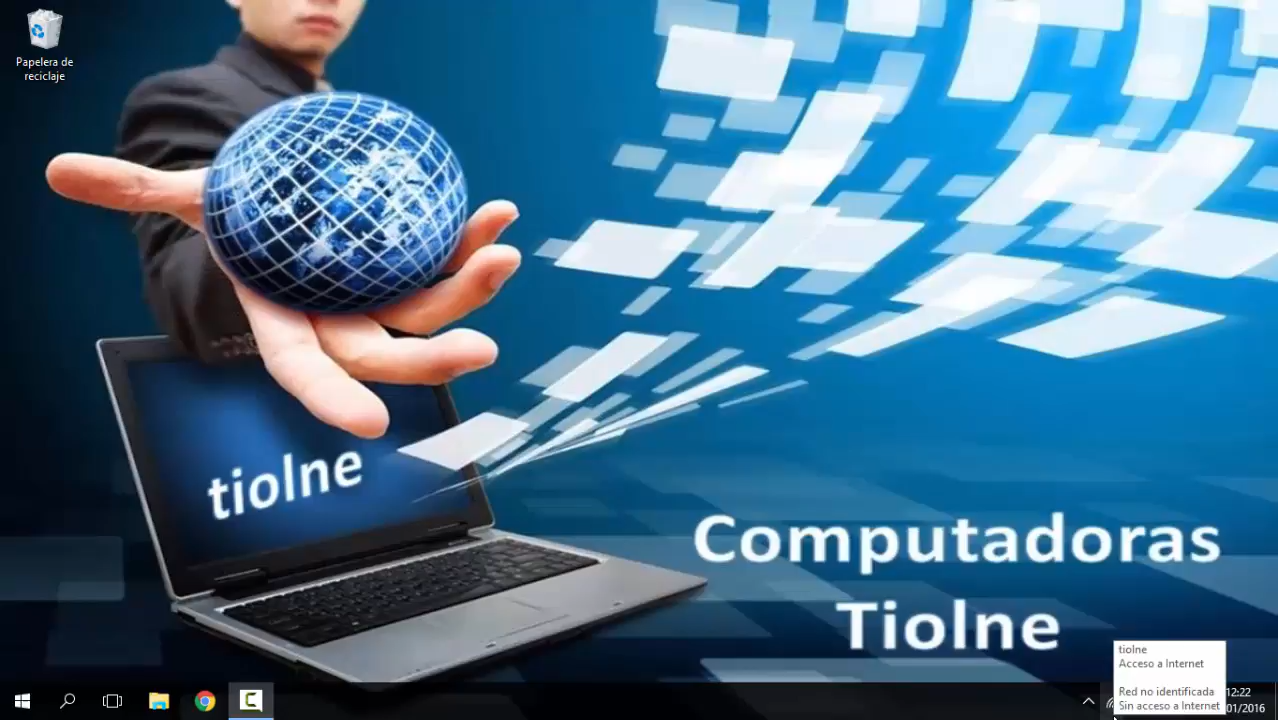 Papelera de
reciclaje
tiolne
Computadoras
Tiolne
tiolne
Acceso a Internet
Red no identificada
Sin acceso a Internet
12:22
01/2016